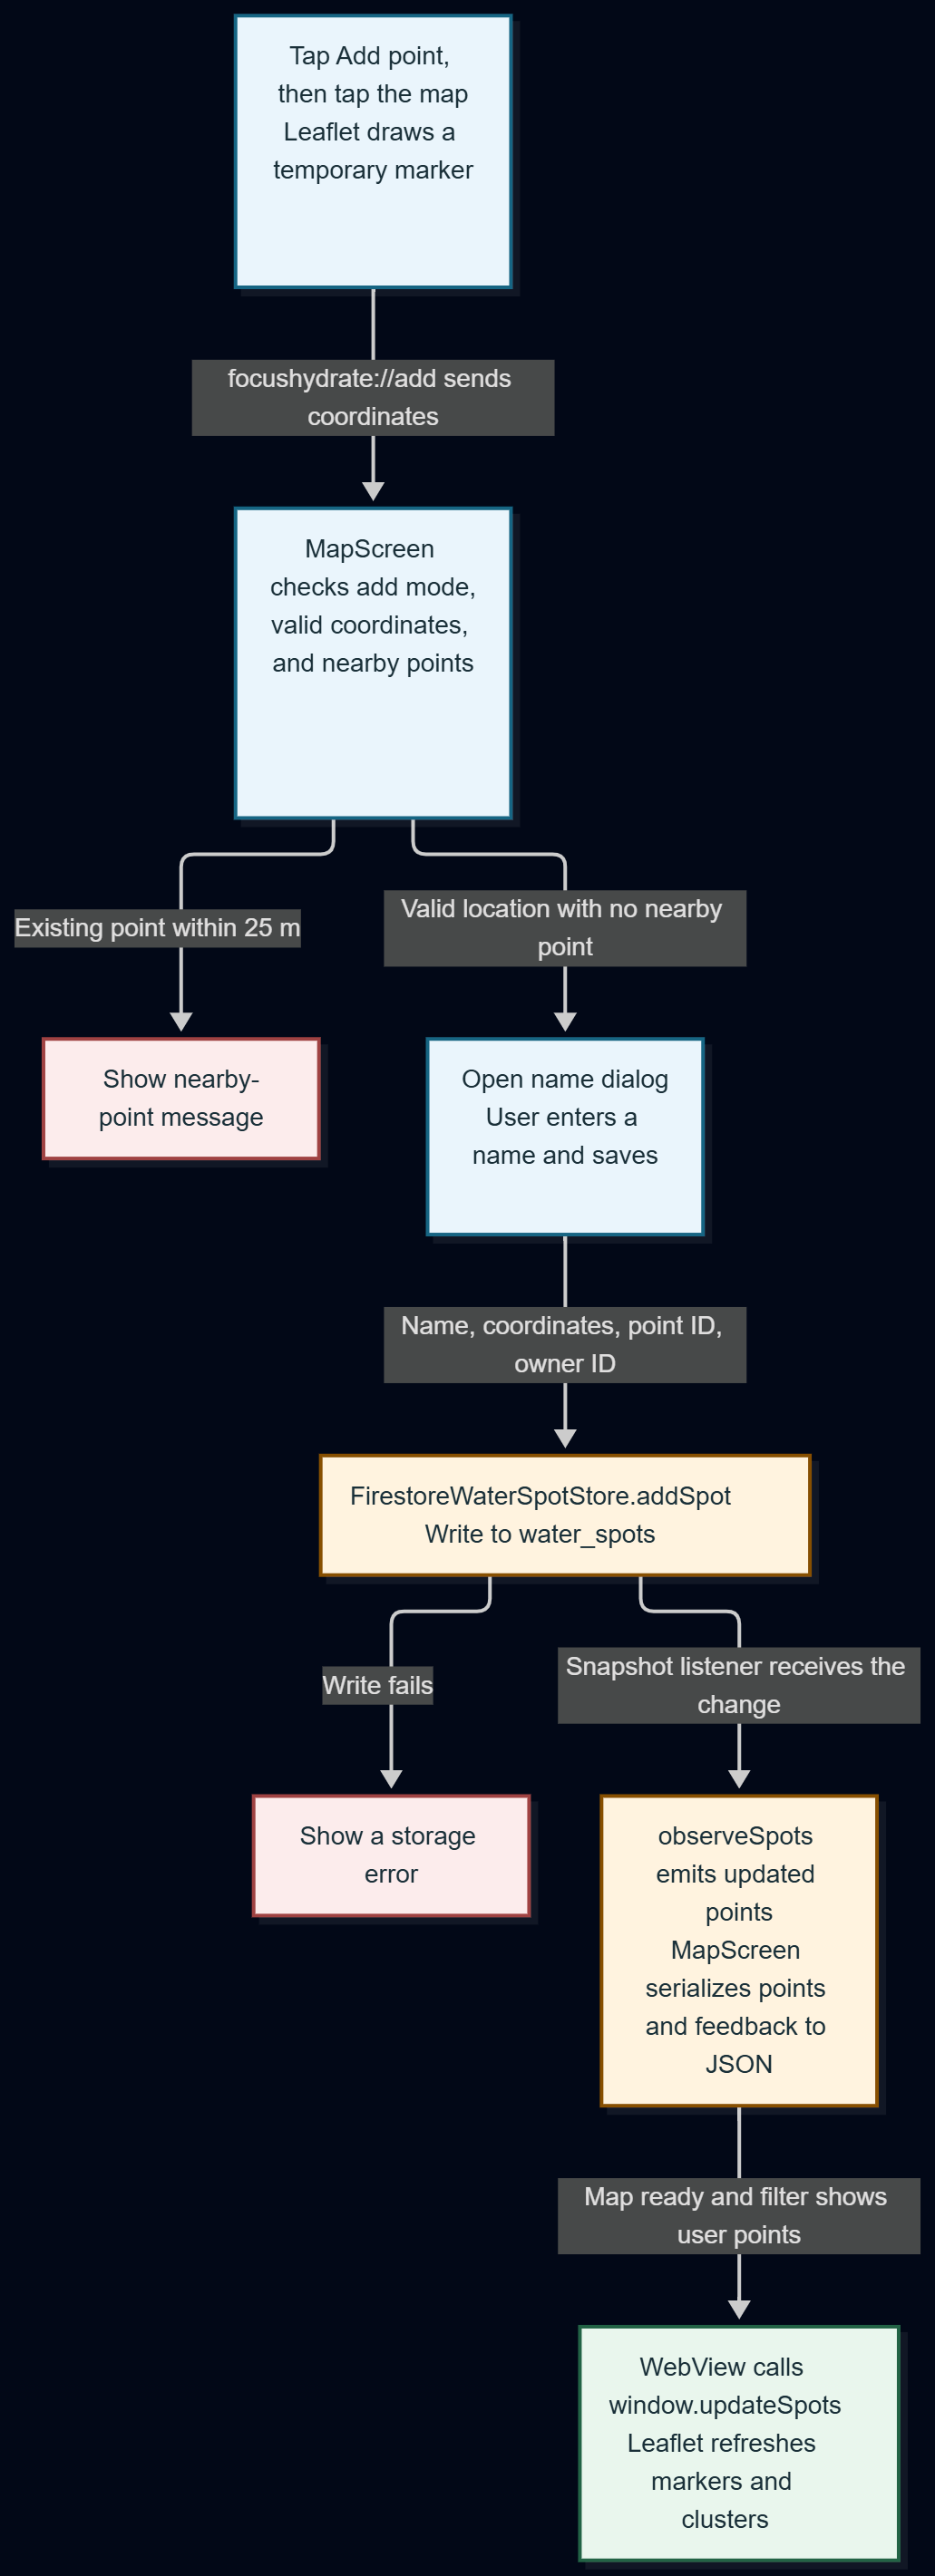 Tap Add point,
then tap the map
Leaflet draws a
temporary marker
focushydrate://add sends
coordinates
MapScreen
checks add mode,
valid coordinates,
and nearby points
Existing point within 25 m
Valid location with no nearby
point
Show nearby-
point message
Open name dialog
User enters a
name and saves
Name, coordinates, point ID,
owner ID
FirestoreWaterSpotStore.addSpot
Write to water_spots
Write fails
Snapshot listener receives the
change
Show a storage
error
observeSpots
emits updated
points
MapScreen
serializes points
and feedback to
JSON
Map ready and filter shows
user points
WebView calls
window.updateSpots
Leaflet refreshes
markers and
clusters